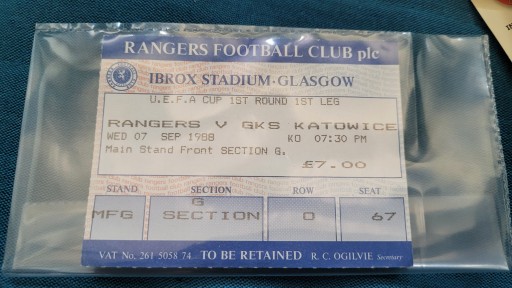 RANGERS FOOTBALL CLUB plc
IBROX STADIUM·GLASGOW
U.E.F.A CUP 1ST ROUND 1ST LEG
RANGERS V GKS KATOWICE
WED 07 SEP 1988 KO 07:30 PM
Main Stand Front SECTION G.
£7.00
STAND SECTION ROW SEAT
G
MFG SECTION D 67
VAT No. 261 5058 74 TO BE RETAINED R. C. OGILVIE Secretary